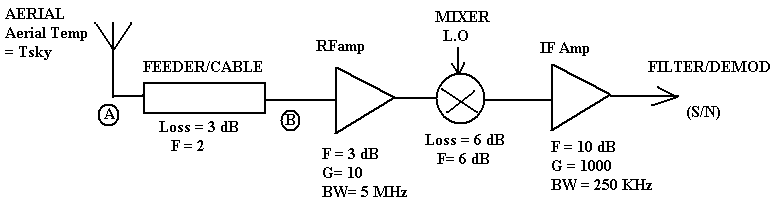 AERIAL
Aerial Temp
= Tsky
A
FEEDER/CABLE
Loss = 3 dB
F = 2
B
RFamp
F = 3 dB
G= 10
BW= 5 MHz
MIXER
L.O
Loss = 6 dB
F= 6 dB
IF Amp
F = 10 dB
G = 1000
BW = 250 KHz
FILTER/DEMOD
(S/N)